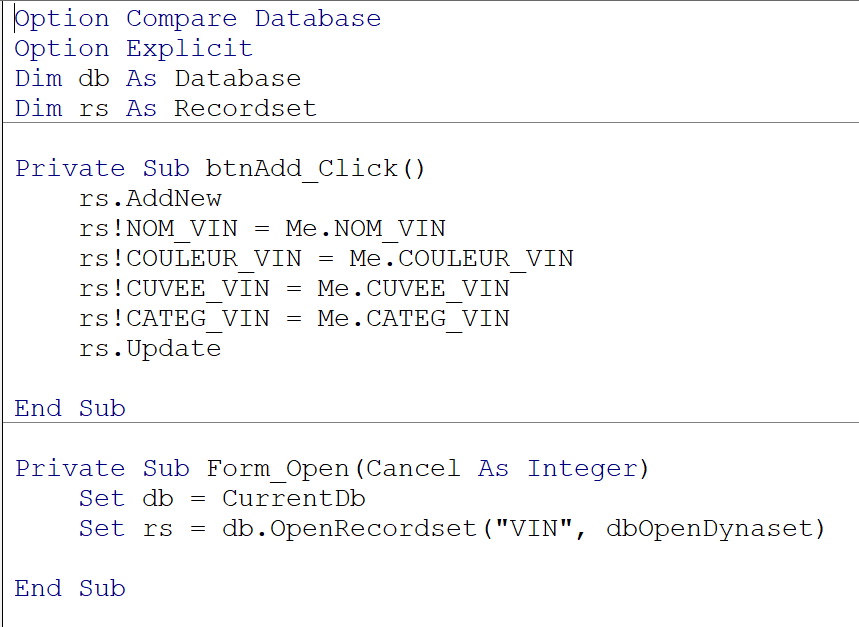 Option Compare Database
Option Explicit
Dim db As Database
Dim rs As Recordset
Private Sub btnAdd_Click()
    rs.AddNew
    rs!NOM_VIN = Me.NOM_VIN
    rs!COULEUR_VIN = Me.COULEUR_VIN
    rs!CUVEE_VIN = Me.CUVEE_VIN
    rs!CATEG_VIN = Me.CATEG_VIN
    rs.Update
End Sub
Private Sub Form_Open(Cancel As Integer)
    Set db = CurrentDb
    Set rs = db.OpenRecordset("VIN", dbOpenDynaset)
End Sub